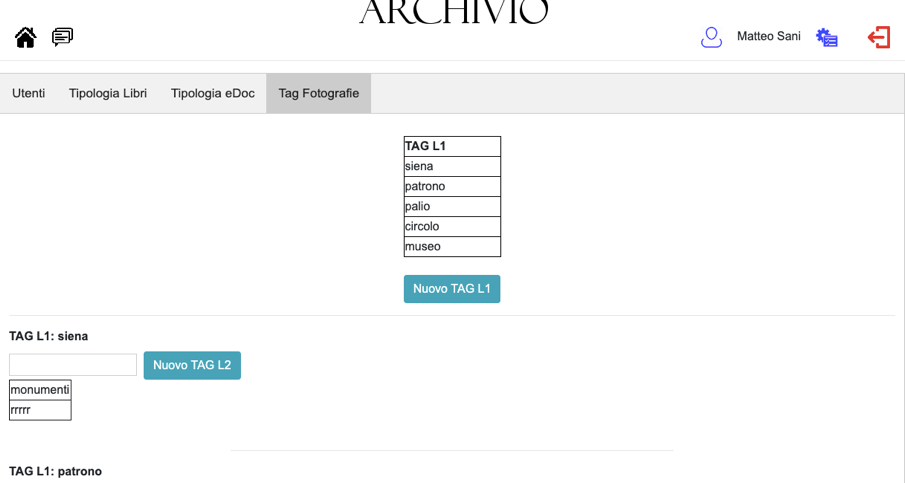 ARCHIVIO
Matteo Sani
Utenti Tipologia Libri Tipologia eDoc Tag Fotografie
TAG L1
siena
patrono
palio
circolo
museo
Nuovo TAG L1
TAG L1: siena
Nuovo TAG L2
monumenti
rrrrr
TAG L1: patrono